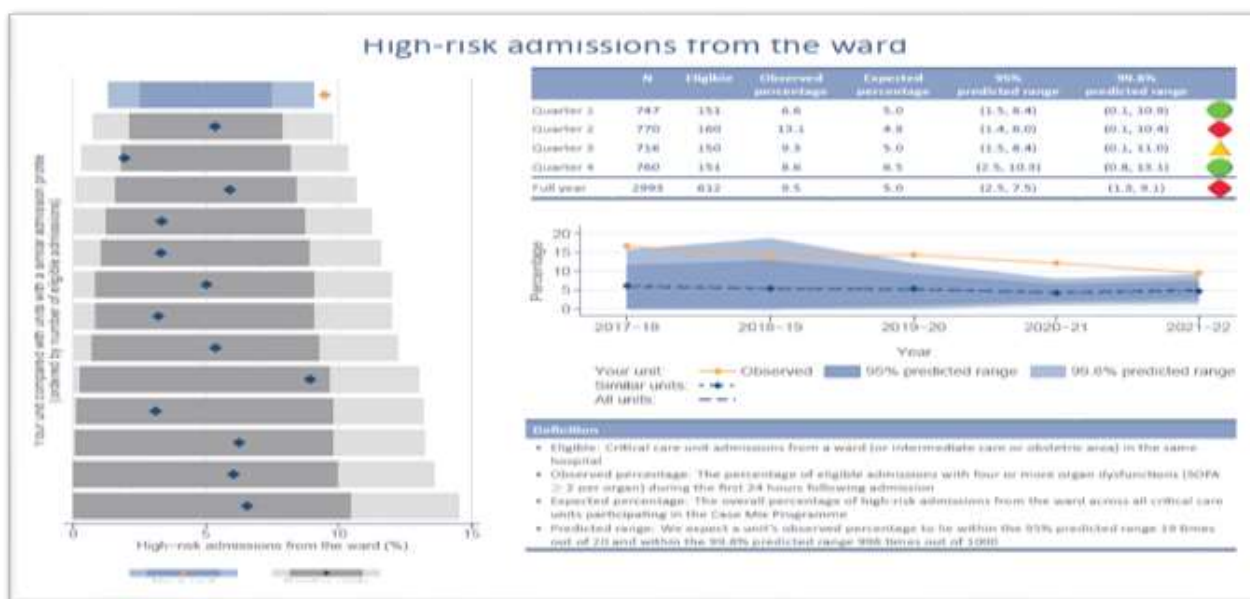 High-risk admissions from the ward
N Eligible Observed percentage Expected percentage 95% predicted range 99.8% predicted range
Quarter 1 747 151 6.6 5.0 (1.5, 8.4) (0.1, 10.8)
Quarter 2 770 160 13.1 4.8 (1.4, 8.0) (0.1, 10.4)
Quarter 3 716 150 9.3 5.0 (1.5, 8.4) (0.1, 11.0)
Quarter 4 760 151 8.6 6.5 (2.5, 10.3) (0.8, 13.1)
Full year 2993 612 9.5 5.0 (2.5, 7.5) (1.3, 9.1)
Your unit compared with units with a similar admission profile
(ordered by number of eligible admissions)
0 5 10 15
High-risk admissions from the ward (%)
Percentage
20
15
10
5
0
2017-18 2018-19 2019-20 2020-21 2021-22
Year
Your unit: Observed 95% predicted range 99.8% predicted range
Similar units:
All units:
Definition
• Eligible: Critical care unit admissions from a ward (or intermediate care or obstetric area) in the same
hospital
• Observed percentage: The percentage of eligible admissions with four or more organ dysfunctions (SOFA
≥ 2 per organ) during the first 24 hours following admission
• Expected percentage: The overall percentage of high-risk admissions from the ward across all critical care
units participating in the Case Mix Programme
• Predicted range: We expect a unit's observed percentage to lie within the 95% predicted range 19 times
out of 20 and within the 99.8% predicted range 998 times out of 1000